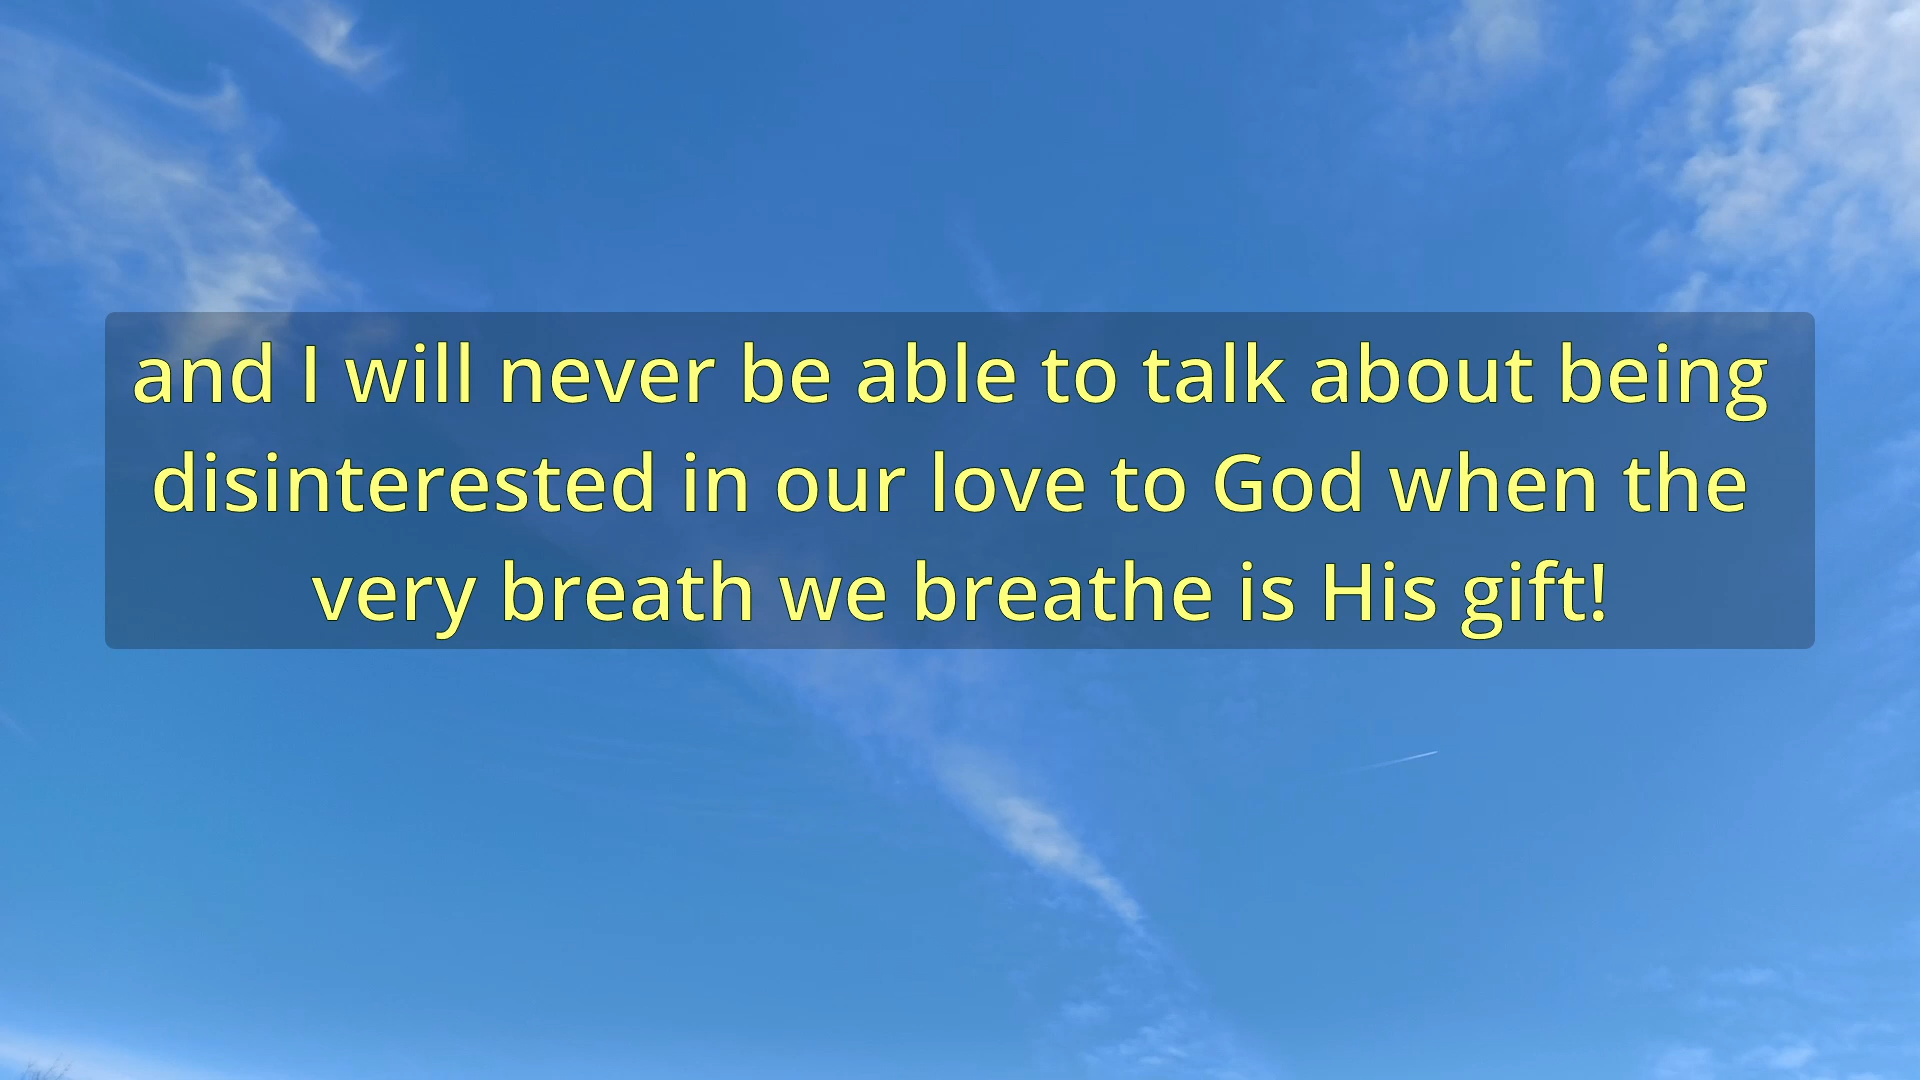 and I will never be able to talk about being
disinterested in our love to God when the
very breath we breathe is His gift!